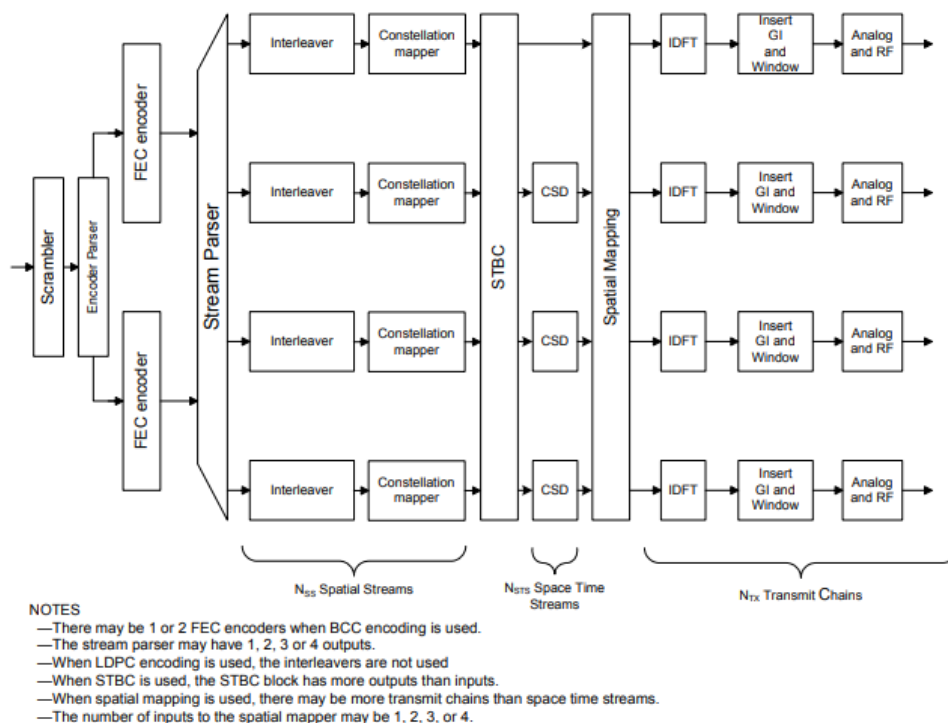 Scrambler
Encoder Parser
FEC encoder
FEC encoder
Stream Parser
Interleaver
Constellation
mapper
Interleaver
Constellation
mapper
Interleaver
Constellation
mapper
Interleaver
Constellation
mapper
STBC
CSD
CSD
CSD
Spatial Mapping
IDFT
Insert
GI
and
Window
Analog
and RF
IDFT
Insert
GI and
Window
Analog
and RF
IDFT
Insert
GI and
Window
Analog
and RF
IDFT
Insert
GI and
Window
Analog
and RF
NSS Spatial Streams
NSTS Space Time
Streams
NTX Transmit Chains
NOTES
—There may be 1 or 2 FEC encoders when BCC encoding is used.
—The stream parser may have 1, 2, 3 or 4 outputs.
—When LDPC encoding is used, the interleavers are not used
—When STBC is used, the STBC block has more outputs than inputs.
—When spatial mapping is used, there may be more transmit chains than space time streams.
—The number of inputs to the spatial mapper may be 1, 2, 3, or 4.